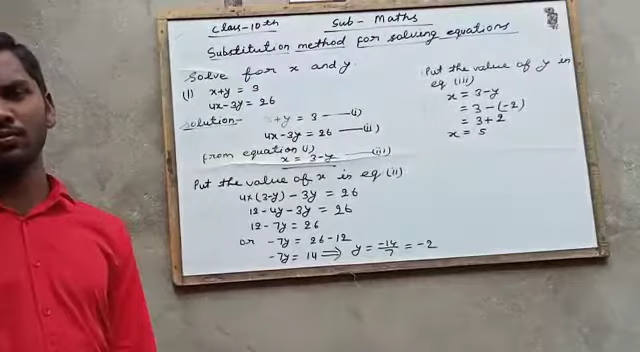 Class-10th Sub- Maths
Substitution method for solving equations
Solve for x and y
(1) x+y = 3
4x-3y = 26
Solution- x+y = 3 —(i)
4x-3y = 26 —(ii)
from equation (i)
x = 3-y —(iii)
Put the value of x in eq (ii)
4x(3-y) - 3y = 26
12-4y-3y = 26
12-7y = 26
or -7y = 26-12
-7y = 14 ⇒ y = -14/7 = -2
Put the value of y in
eq (iii)
x = 3-y
= 3-(-2)
= 3+2
x = 5